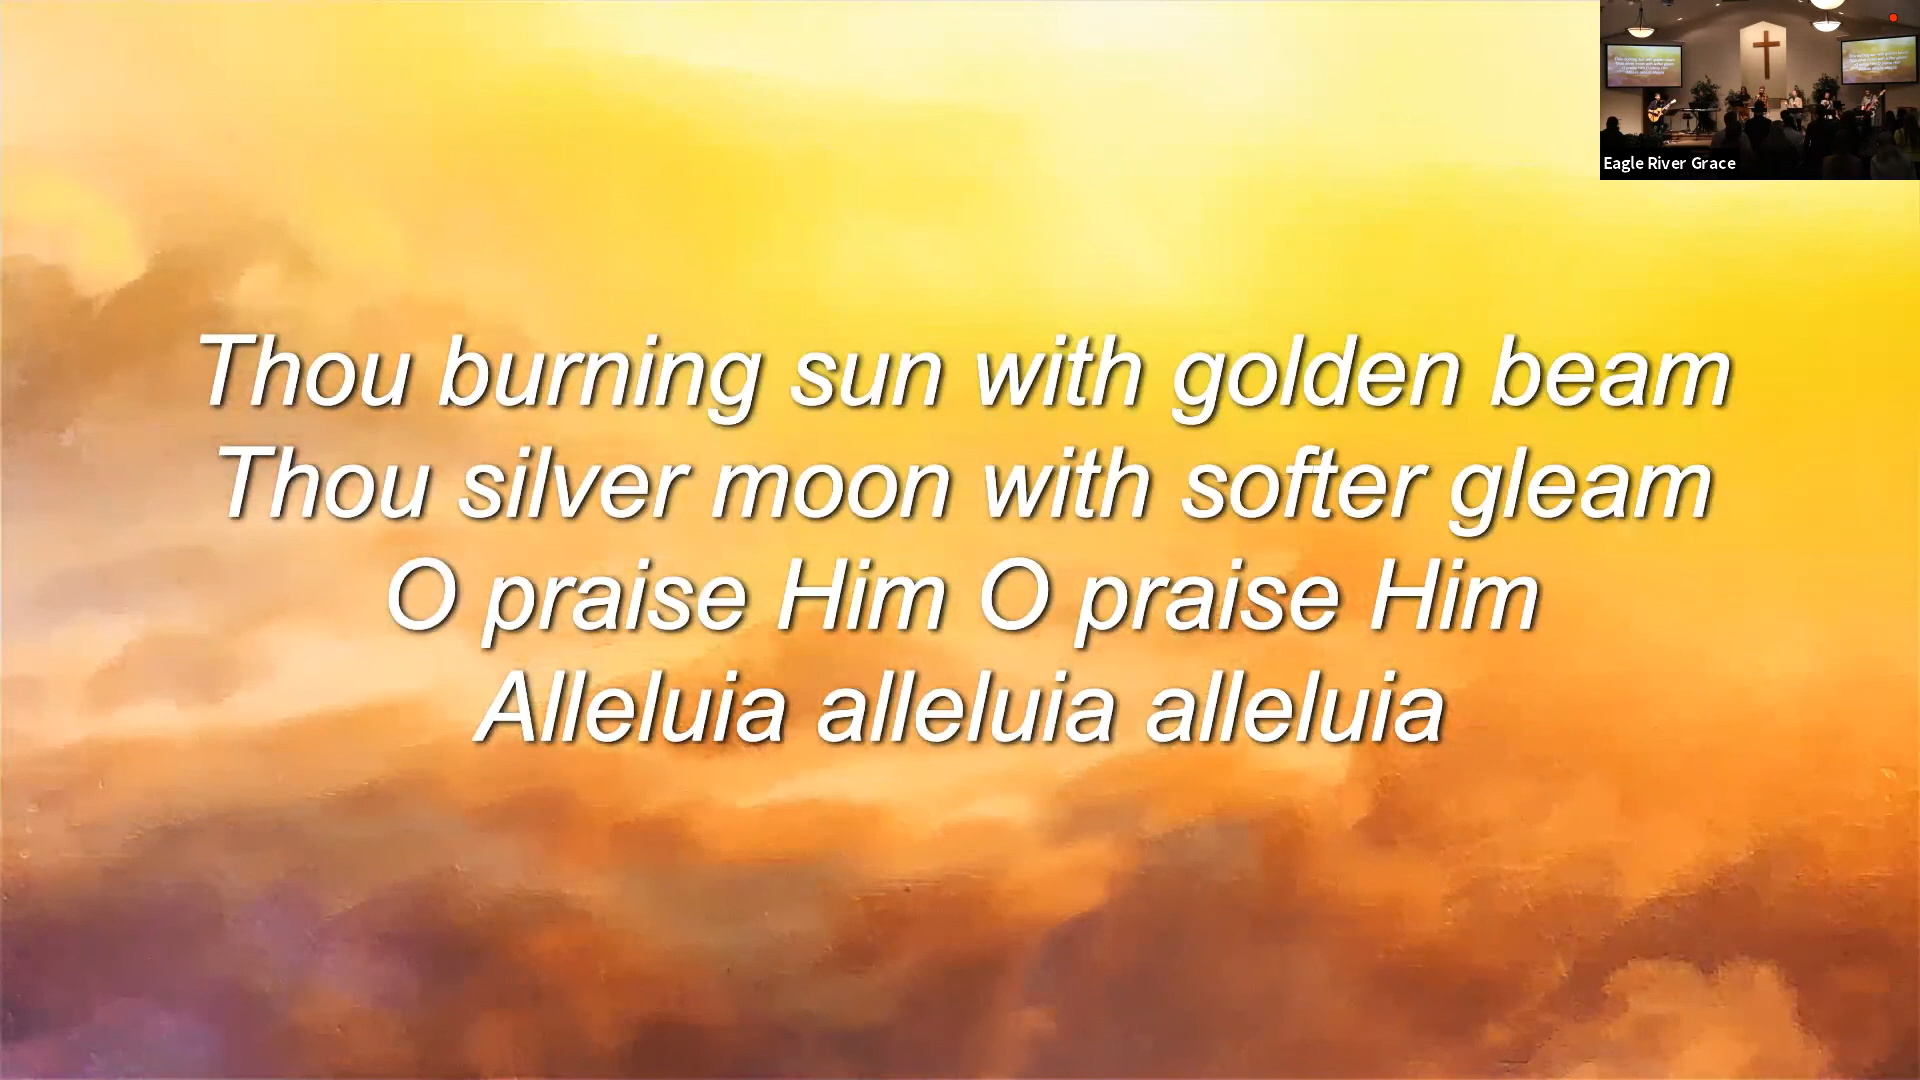 Thou burning sun with golden beam
Thou silver moon with softer gleam
O praise Him O praise Him
Alleluia alleluia alleluia
Eagle River Grace